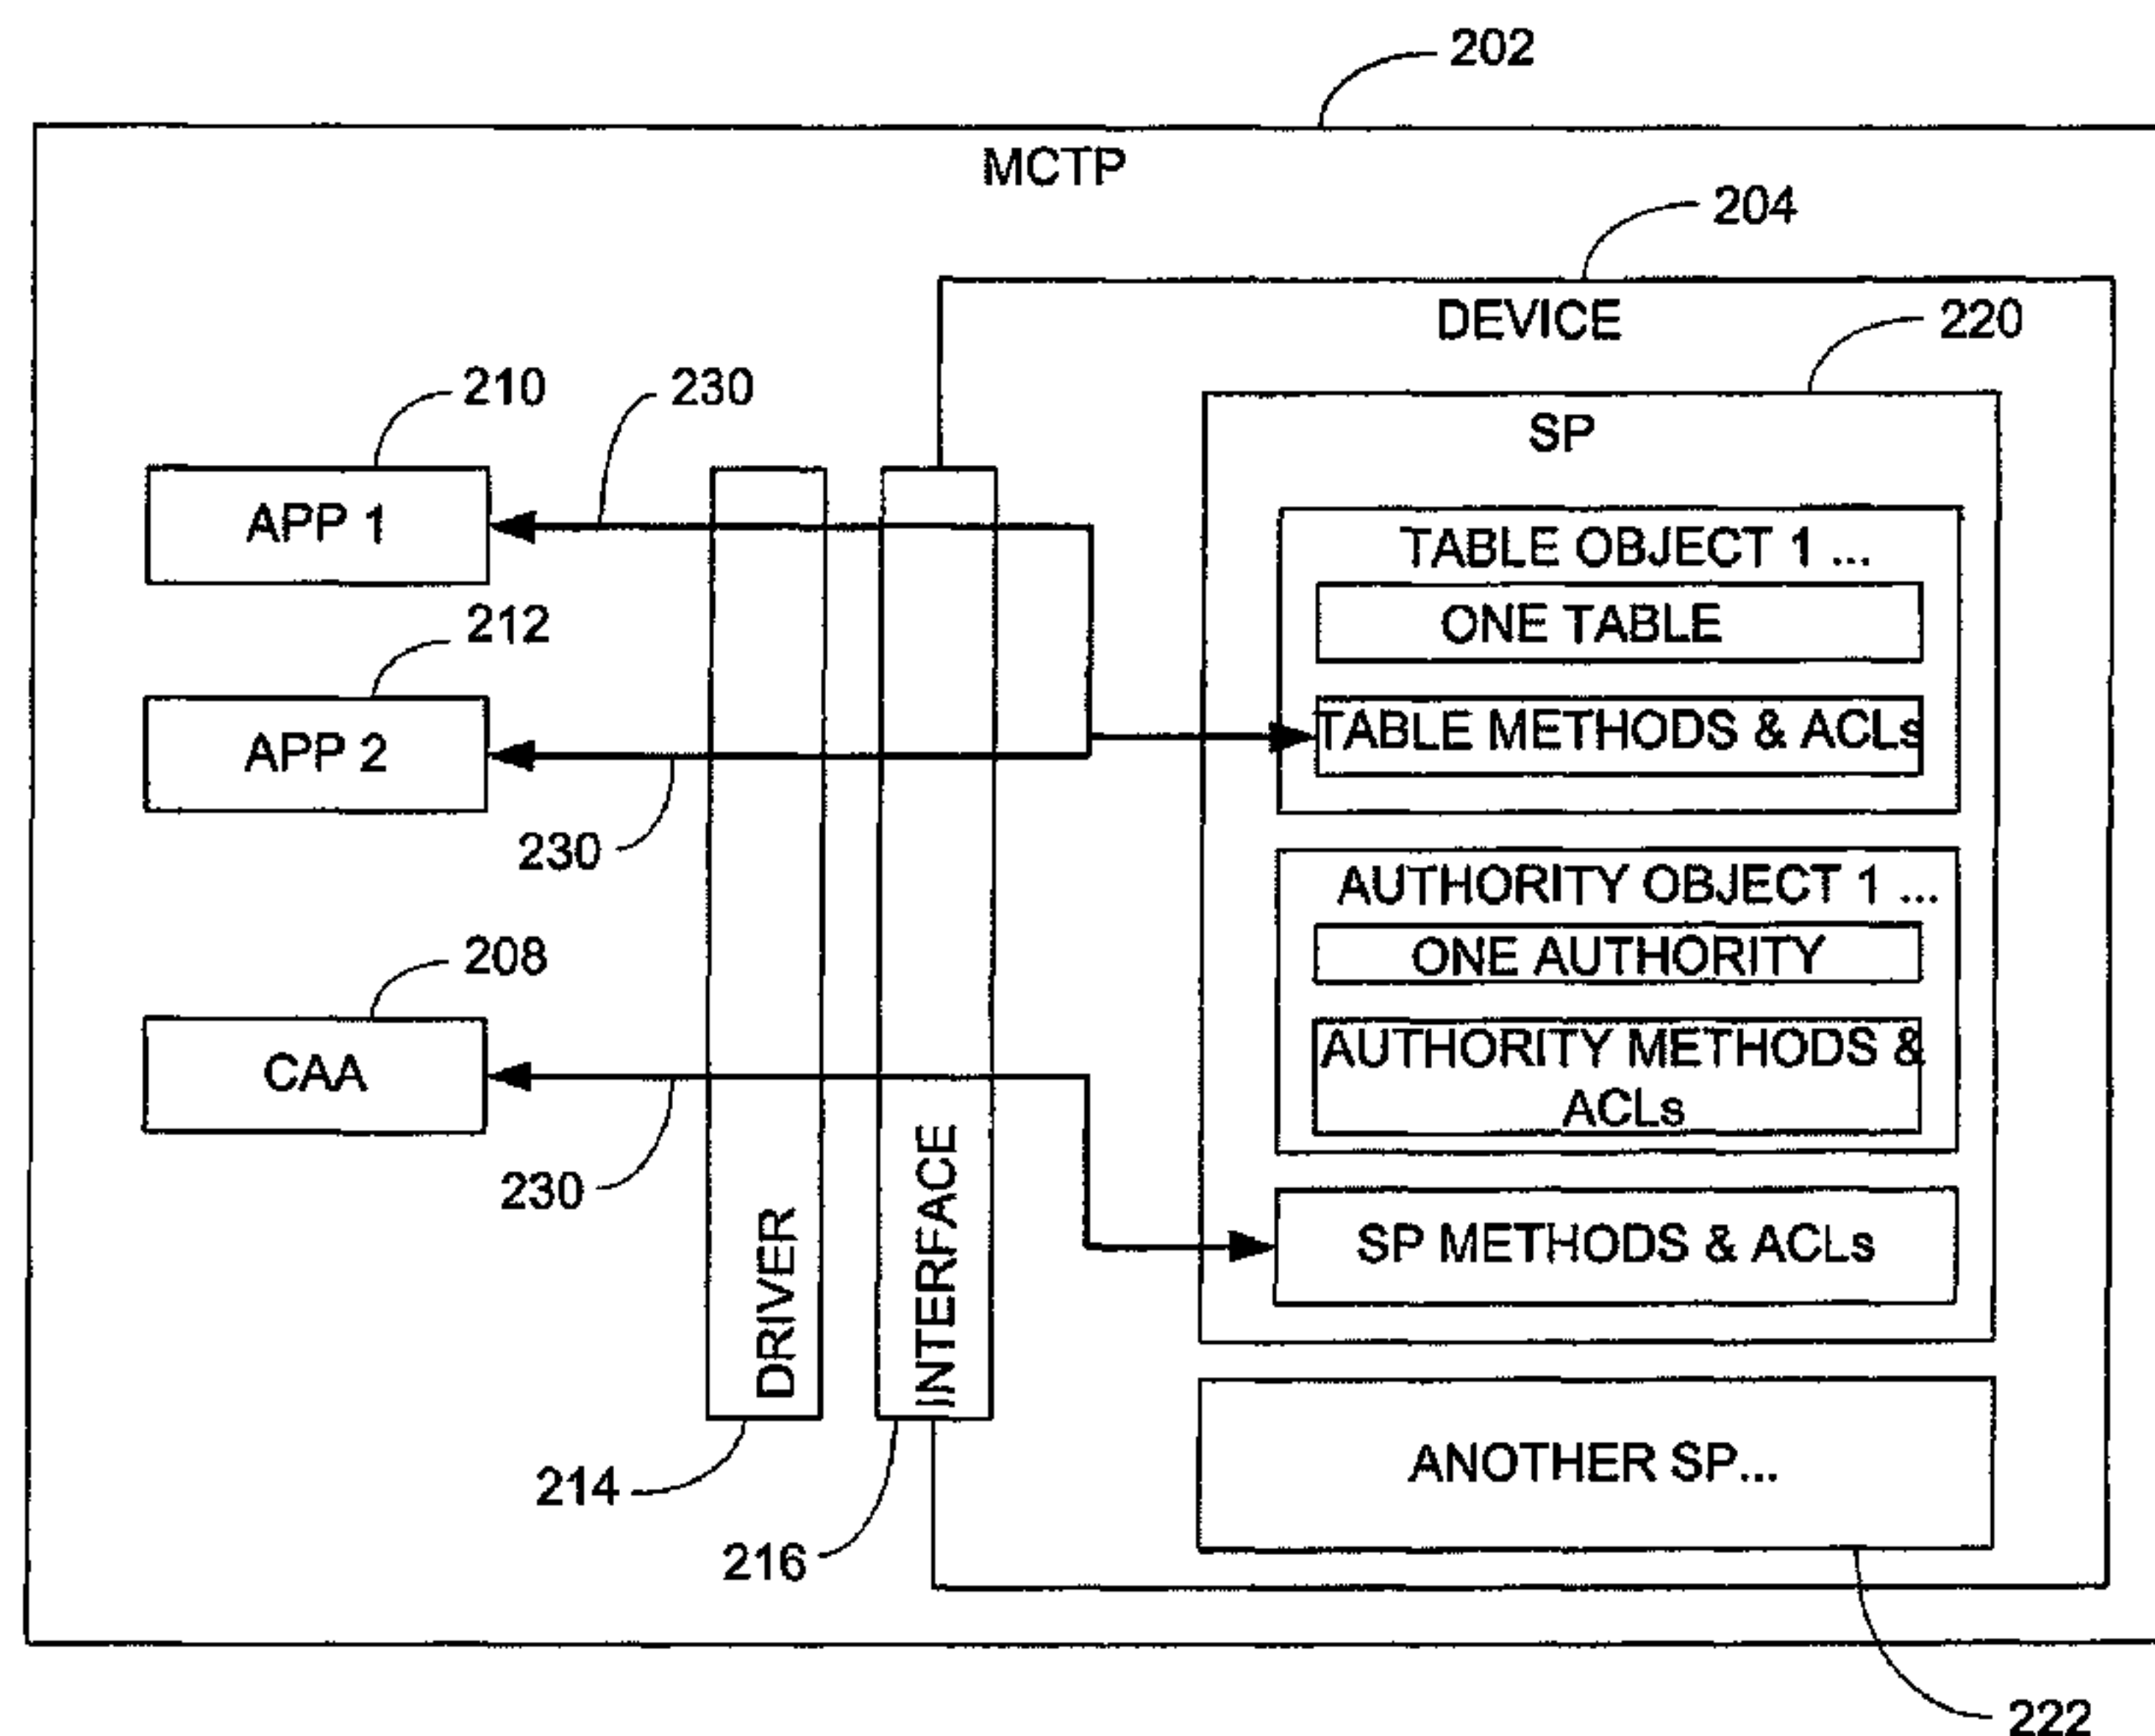 202
MCTP
204
DEVICE
220
SP
210
230
APP 1
TABLE OBJECT 1 ...
ONE TABLE
212
TABLE METHODS & ACLs
APP 2
230
AUTHORITY OBJECT 1 ...
ONE AUTHORITY
208
AUTHORITY METHODS &
ACLs
CAA
230
SP METHODS & ACLs
DRIVER
INTERFACE
214
216
ANOTHER SP...
222